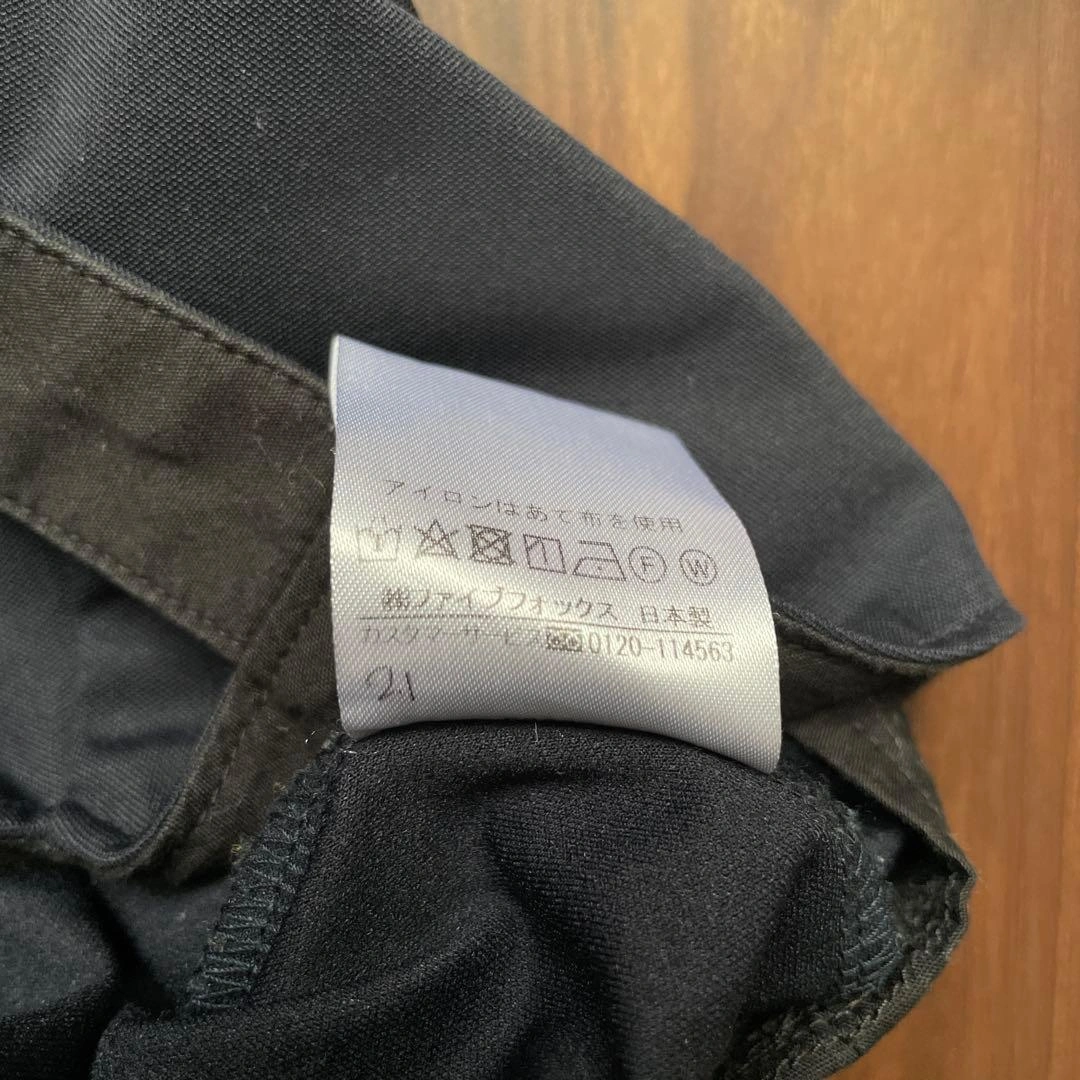 アイロンはあて布を使用
F W
㈱ファイブフォックス 日本製
カスタマーサービス 0120-114563
21